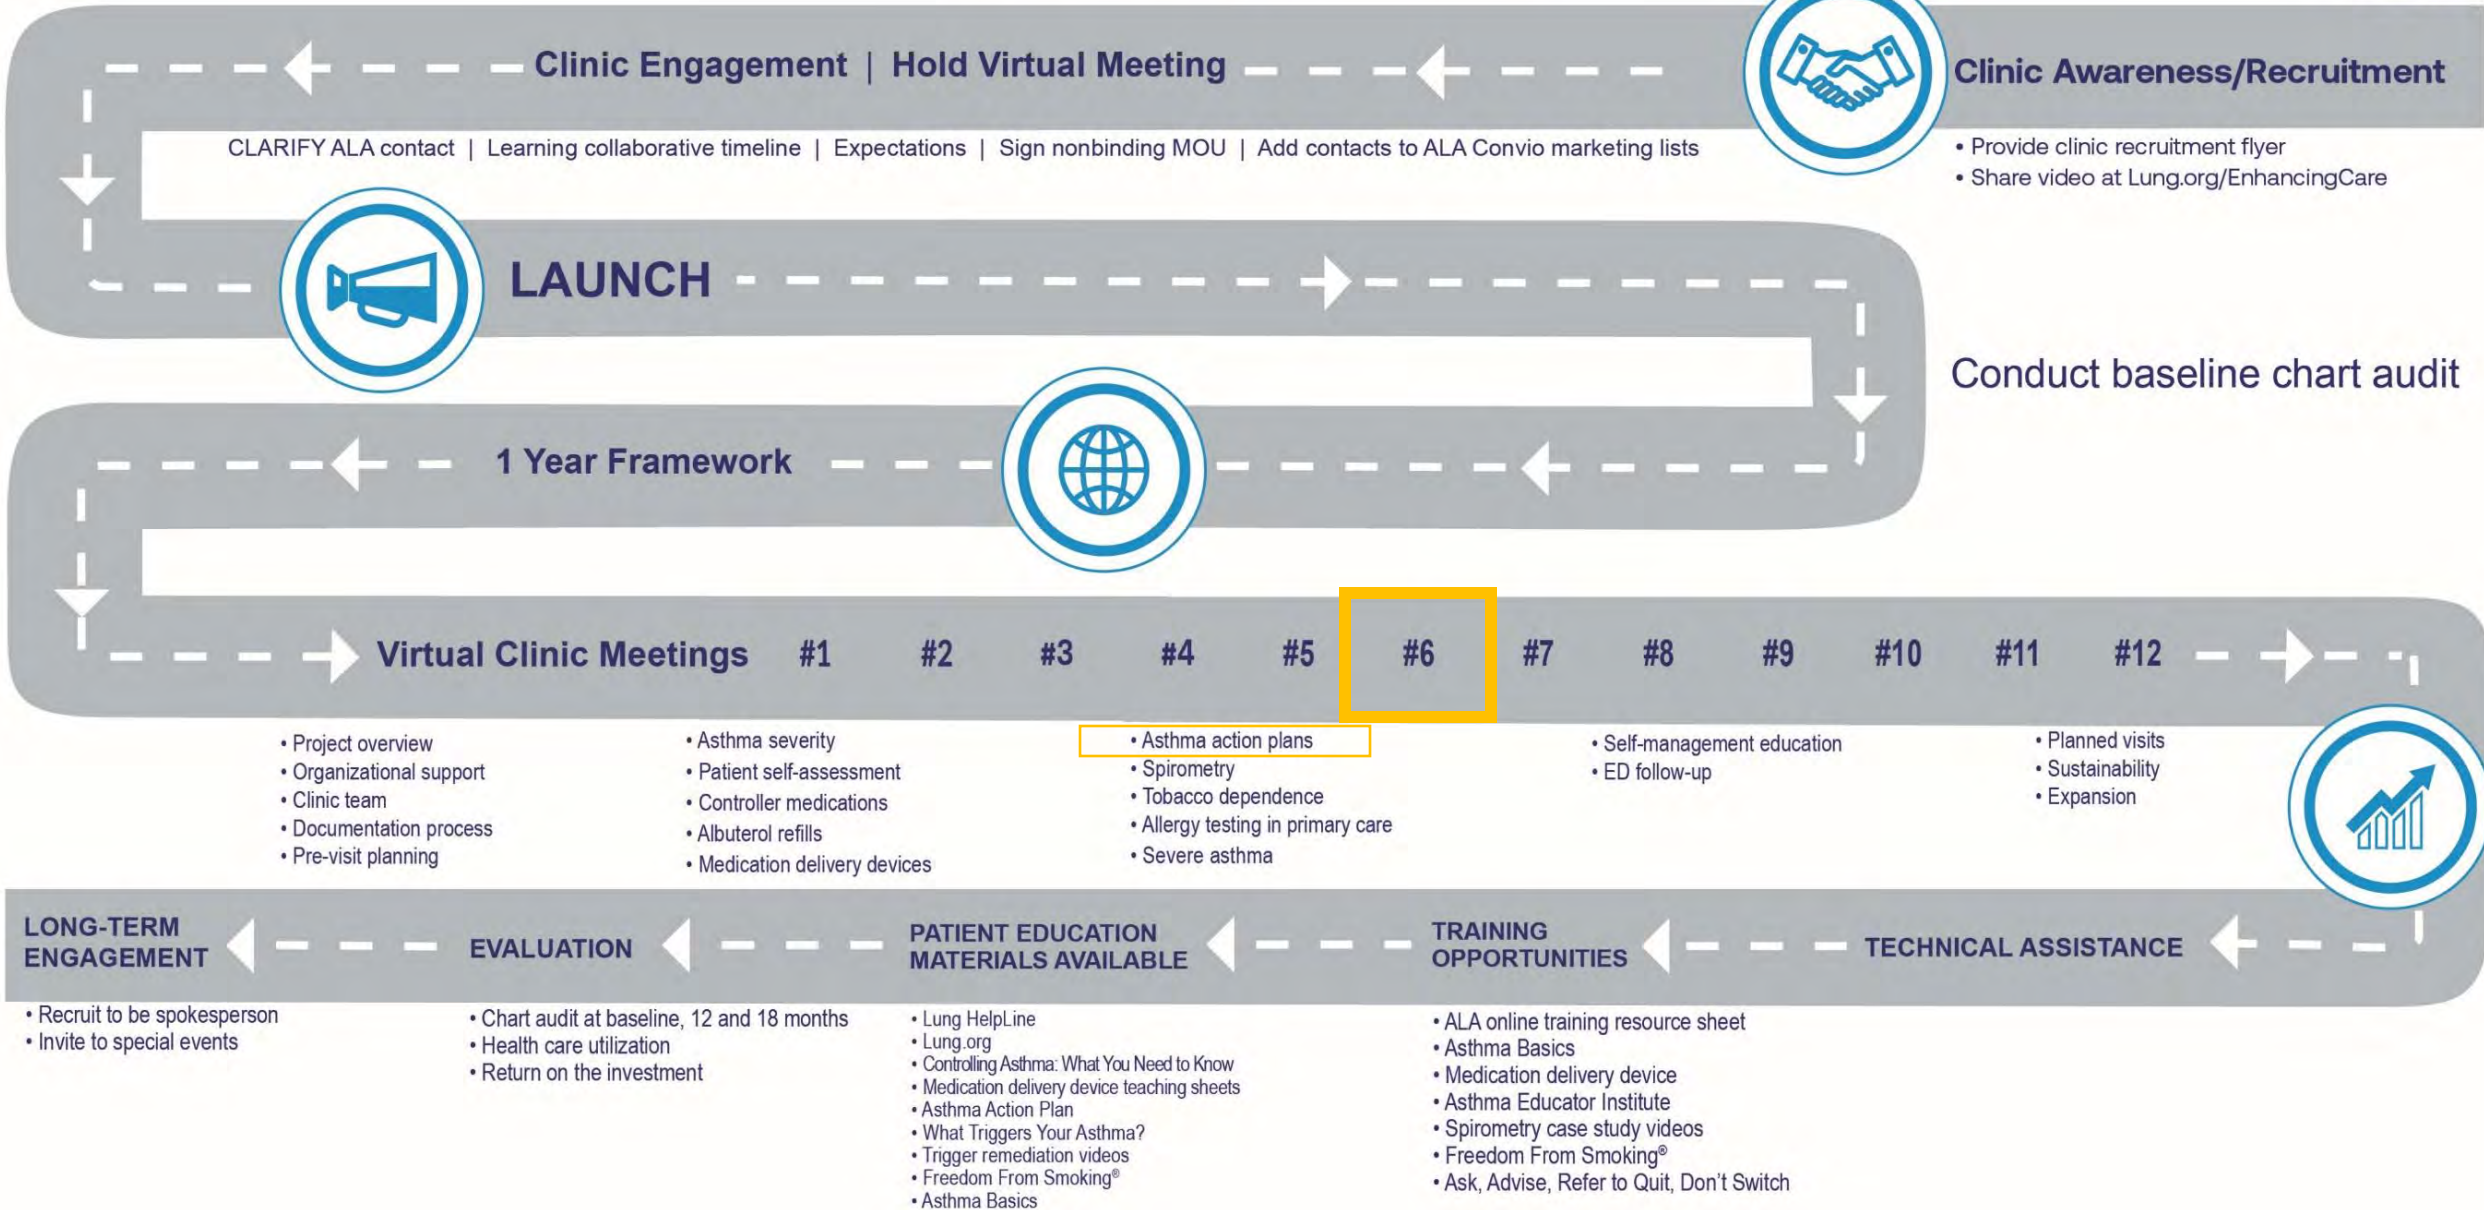 Clinic Engagement | Hold Virtual Meeting
Clinic Awareness/Recruitment
CLARIFY ALA contact | Learning collaborative timeline | Expectations | Sign nonbinding MOU | Add contacts to ALA Convio marketing lists
• Provide clinic recruitment flyer
• Share video at Lung.org/EnhancingCare
LAUNCH
Conduct baseline chart audit
1 Year Framework
Virtual Clinic Meetings #1 #2 #3 #4 #5 #6 #7 #8 #9 #10 #11 #12
• Project overview
• Organizational support
• Clinic team
• Documentation process
• Pre-visit planning
• Asthma severity
• Patient self-assessment
• Controller medications
• Albuterol refills
• Medication delivery devices
• Asthma action plans
• Spirometry
• Tobacco dependence
• Allergy testing in primary care
• Severe asthma
• Self-management education
• ED follow-up
• Planned visits
• Sustainability
• Expansion
LONG-TERM
ENGAGEMENT
• Recruit to be spokesperson
• Invite to special events
EVALUATION
• Chart audit at baseline, 12 and 18 months
• Health care utilization
• Return on the investment
PATIENT EDUCATION
MATERIALS AVAILABLE
• Lung HelpLine
• Lung.org
• Controlling Asthma: What You Need to Know
• Medication delivery device teaching sheets
• Asthma Action Plan
• What Triggers Your Asthma?
• Trigger remediation videos
• Freedom From Smoking®
• Asthma Basics
TRAINING
OPPORTUNITIES
• ALA online training resource sheet
• Asthma Basics
• Medication delivery device
• Asthma Educator Institute
• Spirometry case study videos
• Freedom From Smoking®
• Ask, Advise, Refer to Quit, Don't Switch
TECHNICAL ASSISTANCE